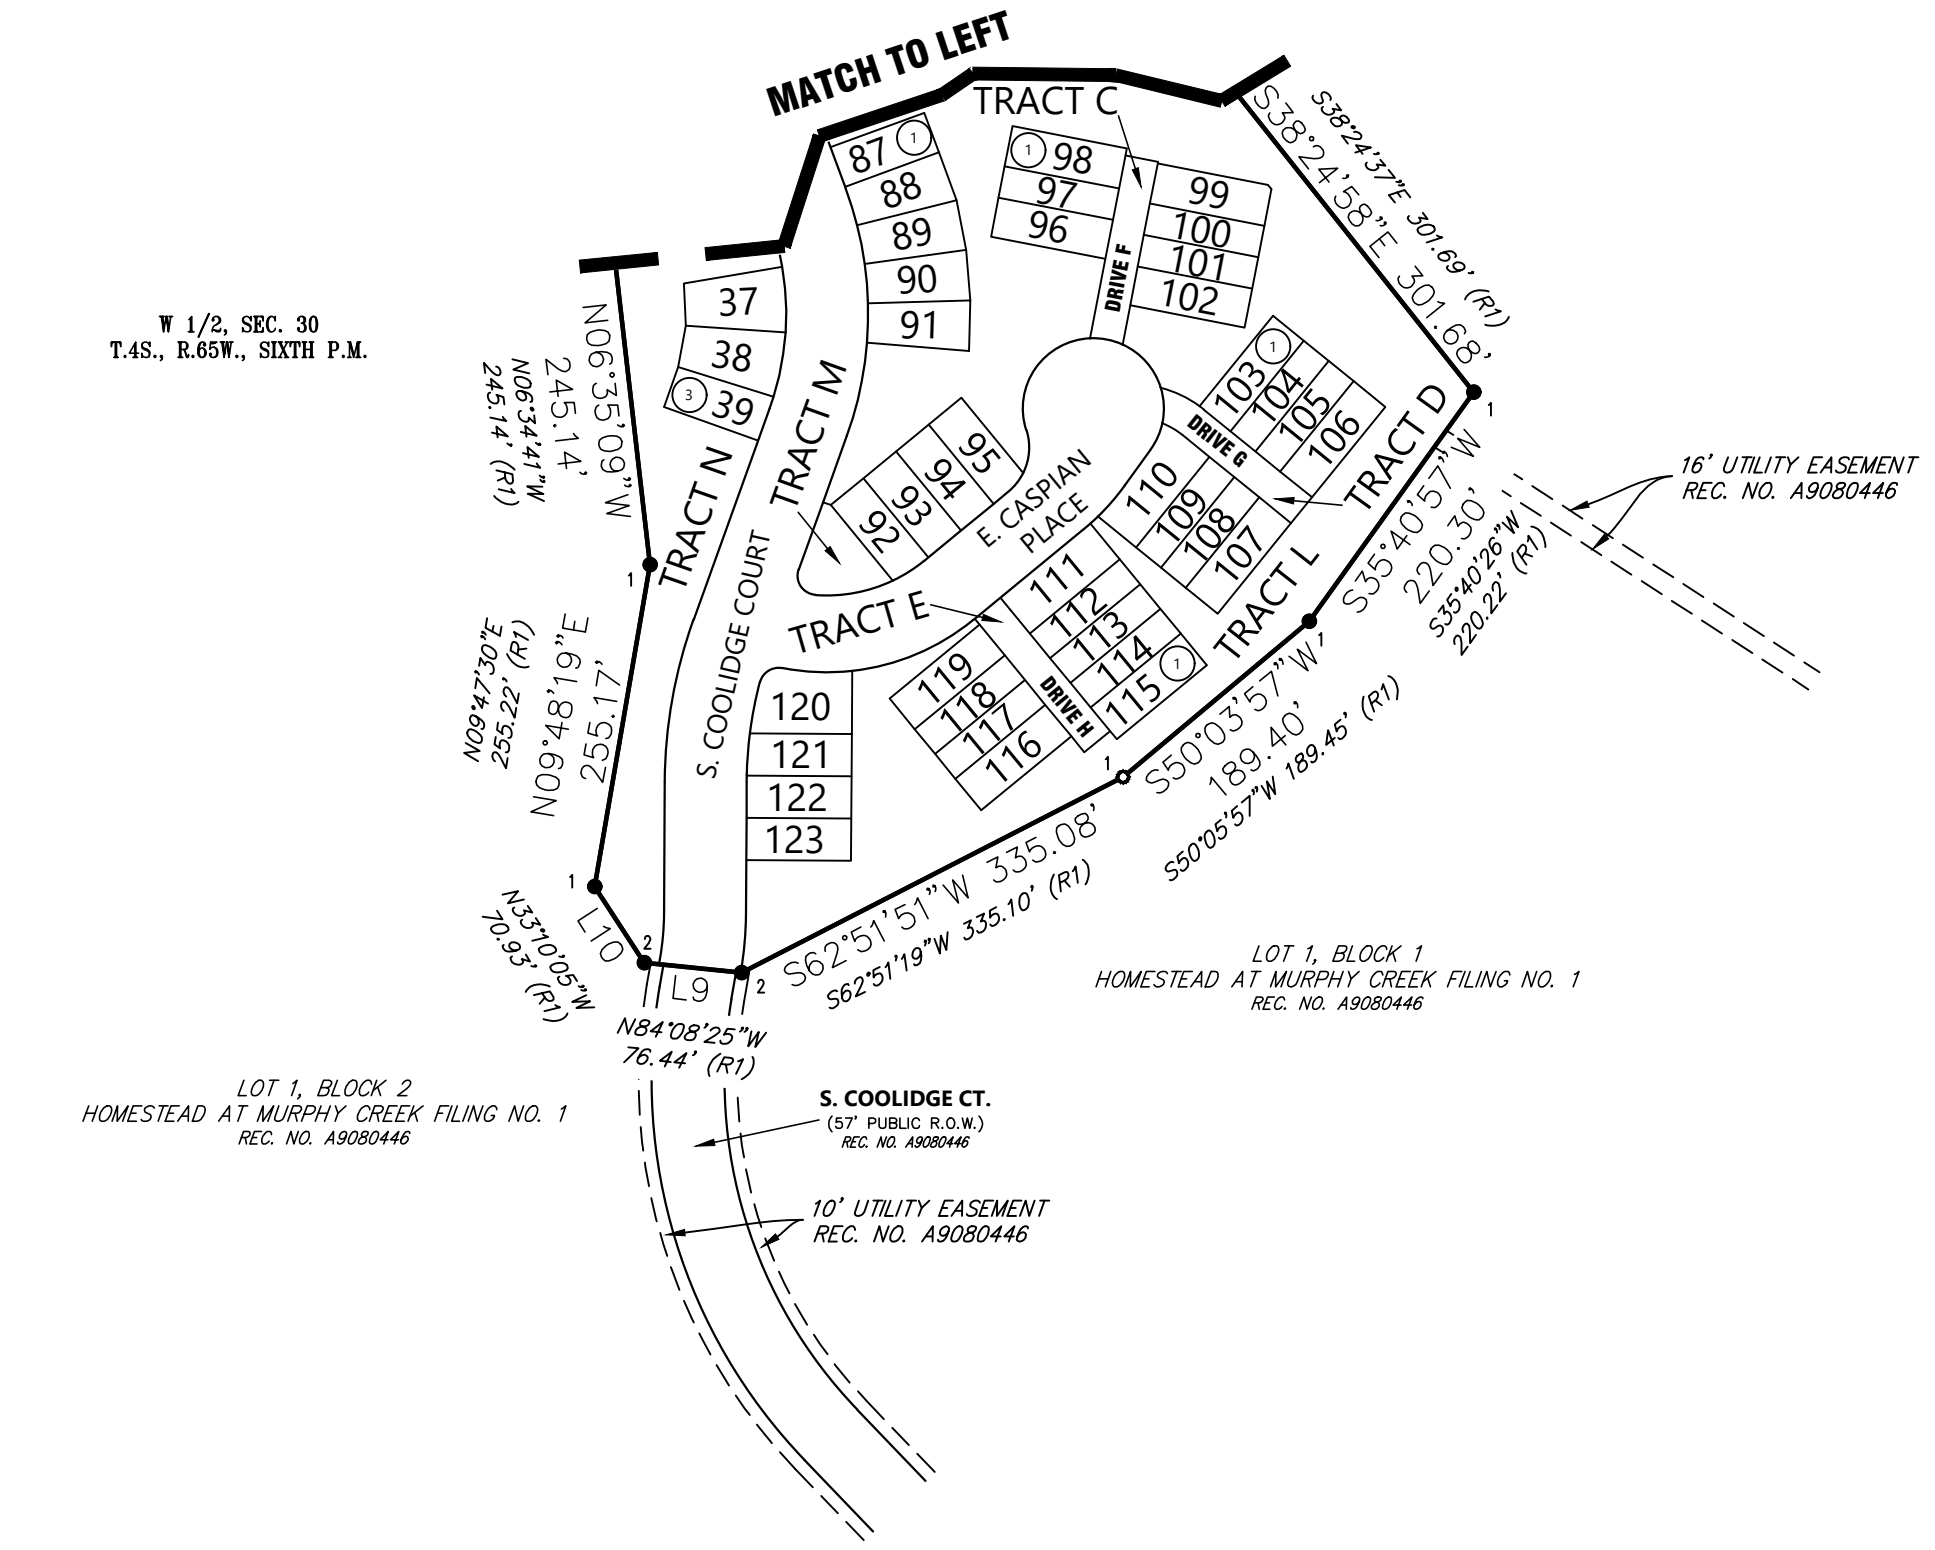 MATCH TO LEFT
TRACT C
87 1
88
89
90
91
1 98
97
96
99
100
101
102
DRIVE F
S38°24'58"E 301.68'
S38°24'37"E 301.69' (R1)
1
37
38
3 39
W 1/2, SEC. 30
T.4S., R.65W., SIXTH P.M.
N06°35'09"W
245.14'
N06°34'41"W
245.14' (R1)
1
TRACT N
TRACT M
S. COOLIDGE COURT
92
93
94
95
E. CASPIAN
PLACE
1
103
104
105
106
DRIVE G
TRACT D
110
109
108
107
TRACT L
S35°40'57"W
220.30'
S35°40'26"W
220.22' (R1)
1
16' UTILITY EASEMENT
REC. NO. A9080446
TRACT E
111
112
113
114
115 1
DRIVE H
119
118
117
116
120
121
122
123
N09°48'19"E
255.17'
N09°47'30"E
255.22' (R1)
1
L10
N33°10'05"W
70.93' (R1)
2
L9
2
N84°08'25"W
76.44' (R1)
S62°51'51"W 335.08'
S62°51'19"W 335.10' (R1)
1
S50°03'57"W'
189.40'
S50°05'57"W 189.45' (R1)
LOT 1, BLOCK 1
HOMESTEAD AT MURPHY CREEK FILING NO. 1
REC. NO. A9080446
LOT 1, BLOCK 2
HOMESTEAD AT MURPHY CREEK FILING NO. 1
REC. NO. A9080446
S. COOLIDGE CT.
(57' PUBLIC R.O.W.)
REC. NO. A9080446
10' UTILITY EASEMENT
REC. NO. A9080446